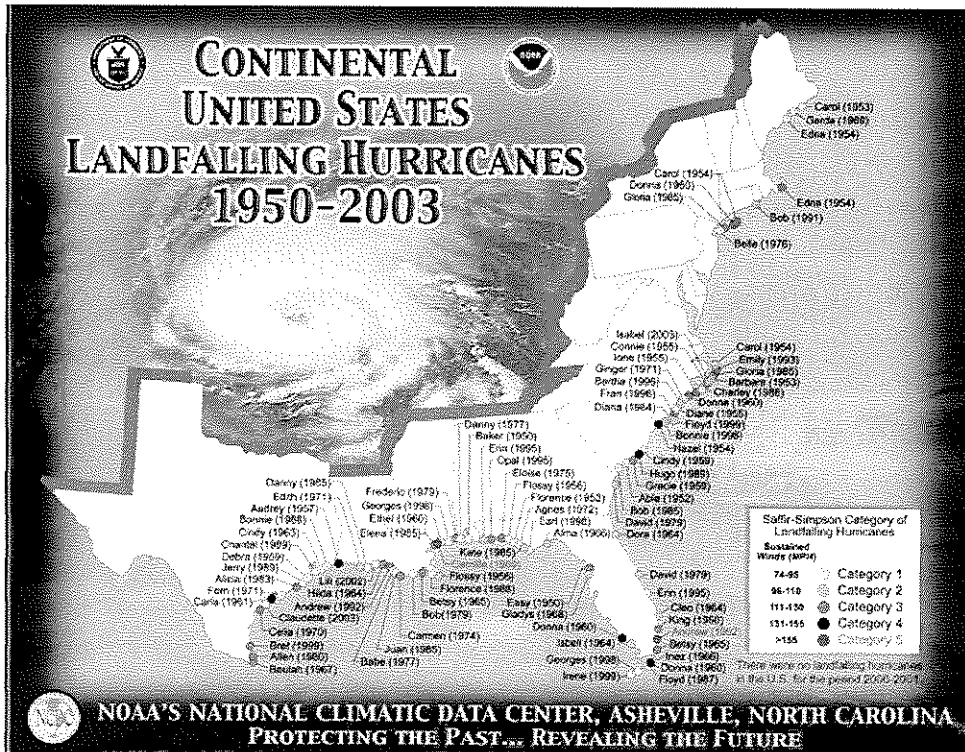 CONTINENTAL
UNITED STATES
LANDFALLING HURRICANES
1950-2003
NOAA
Carol (1953)
Gerda (1969)
Edna (1954)
Carol (1954)
Donna (1960)
Gloria (1985)
Edna (1954)
Bob (1991)
Belle (1976)
Isabel (2003)
Connie (1955)
Ione (1955)
Ginger (1971)
Bertha (1996)
Fran (1996)
Diana (1984)
Carol (1954)
Emily (1993)
Gloria (1985)
Barbara (1953)
Charley (1986)
Donna (1960)
Diane (1955)
Floyd (1999)
Bonnie (1998)
Hazel (1954)
Cindy (1959)
Hugo (1989)
Gracie (1959)
Able (1952)
Bob (1985)
David (1979)
Dora (1964)
Danny (1977)
Baker (1950)
Erin (1995)
Opal (1995)
Eloise (1975)
Flossy (1956)
Florence (1953)
Agnes (1972)
Earl (1998)
Alma (1966)
Danny (1985)
Edith (1971)
Audrey (1957)
Bonnie (1986)
Cindy (1963)
Chantal (1989)
Debra (1959)
Jerry (1989)
Alicia (1983)
Fern (1971)
Carla (1961)
Frederic (1979)
Georges (1998)
Ethel (1960)
Elena (1985)
Kate (1985)
Lili (2002)
Hilda (1964)
Andrew (1992)
Claudette (2003)
Celia (1970)
Bret (1999)
Allen (1980)
Beulah (1967)
Flossy (1956)
Florence (1988)
Betsy (1965)
Bob(1979)
Carmen (1974)
Juan (1985)
Babe (1977)
Easy (1950)
Gladys (1968)
Donna (1960)
Isbell (1964)
Georges (1998)
Irene (1999)
David (1979)
Erin (1995)
Cleo (1964)
King (1950)
Betsy (1965)
Inez (1966)
Donna (1960)
Floyd (1987)
Saffir-Simpson Category of
Landfalling Hurricanes
Sustained
Winds (MPH)
74-95 Category 1
96-110 Category 2
111-130 Category 3
131-155 Category 4
>155 Category 5
There were no landfalling hurricanes
in the U.S. for the period 2000-2001
NOAA'S NATIONAL CLIMATIC DATA CENTER, ASHEVILLE, NORTH CAROLINA
PROTECTING THE PAST... REVEALING THE FUTURE